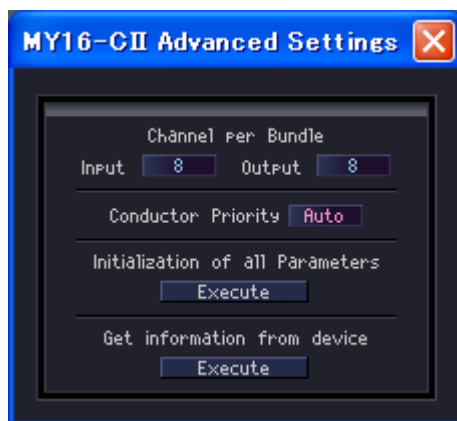 MY16-CII Advanced Settings
Channel per Bundle
Input 8 Output 8
Conductor Priority Auto
Initialization of all Parameters
Execute
Get information from device
Execute